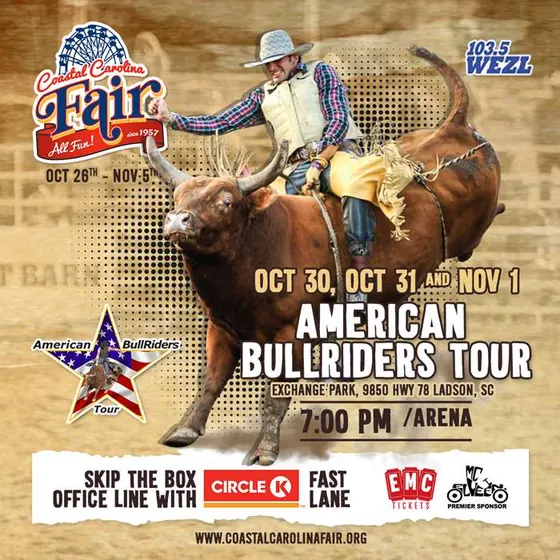 Coastal Carolina
Fair
since 1957
All Fun!
OCT 26TH - NOV 5TH
103.5
WEZL
T BARN
OCT 30, OCT 31, AND NOV 1
AMERICAN
BULLRIDERS TOUR
EXCHANGE PARK, 9850 HWY 78 LADSON, SC
7:00 PM /ARENA
American BullRiders
Tour
SKIP THE BOX
OFFICE LINE WITH
CIRCLE K
FAST
LANE
EMC
TICKETS
PREMIER SPONSOR
WWW.COASTALCAROLINAFAIR.ORG